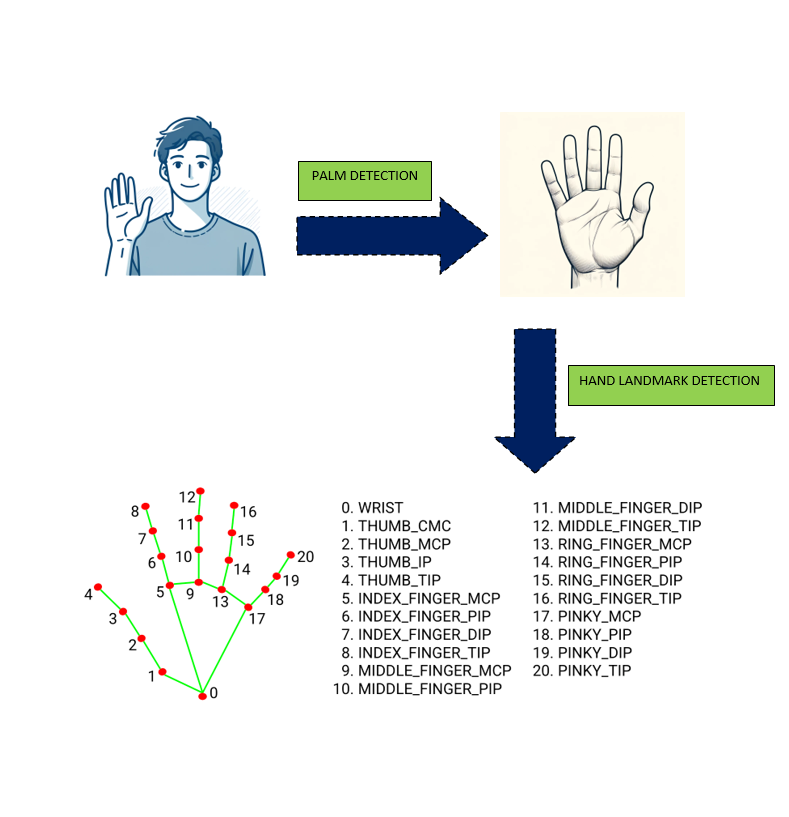 PALM DETECTION
HAND LANDMARK DETECTION
12
8
16
11
7
15
10
6
14
20
19
5
9
13
18
4
17
3
2
1
0
0. WRIST
1. THUMB_CMC
2. THUMB_MCP
3. THUMB_IP
4. THUMB_TIP
5. INDEX_FINGER_MCP
6. INDEX_FINGER_PIP
7. INDEX_FINGER_DIP
8. INDEX_FINGER_TIP
9. MIDDLE_FINGER_MCP
10. MIDDLE_FINGER_PIP
11. MIDDLE_FINGER_DIP
12. MIDDLE_FINGER_TIP
13. RING_FINGER_MCP
14. RING_FINGER_PIP
15. RING_FINGER_DIP
16. RING_FINGER_TIP
17. PINKY_MCP
18. PINKY_PIP
19. PINKY_DIP
20. PINKY_TIP